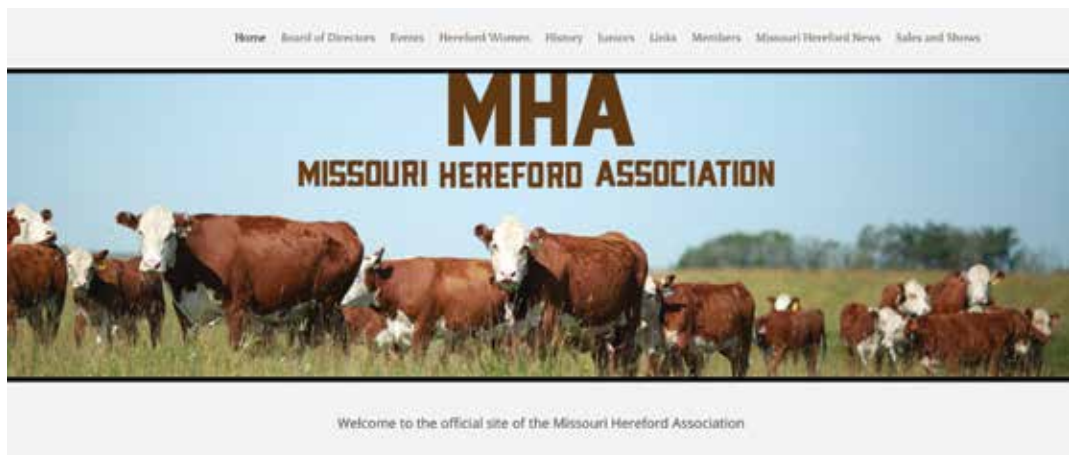 Home Board of Directors Events Hereford Women History Juniors Links Members Missouri Hereford News Sales and Shows
MHA
MISSOURI HEREFORD ASSOCIATION
Welcome to the official site of the Missouri Hereford Association